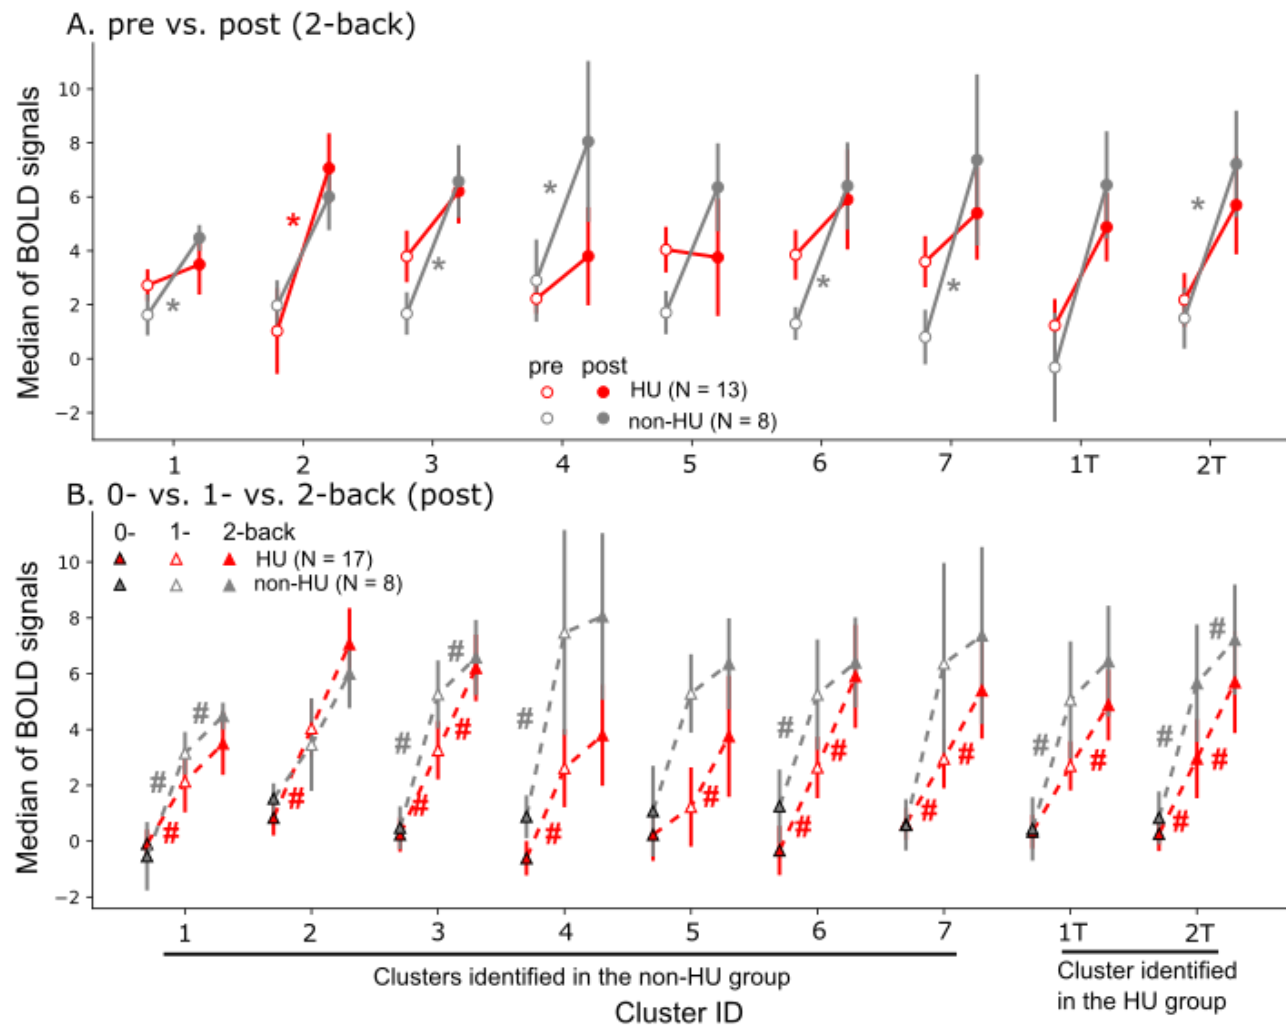 A. pre vs. post (2-back)
Median of BOLD signals
10
8
6
4
2
0
−2
* * * * * * *
pre post
HU (N = 13)
non-HU (N = 8)
1 2 3 4 5 6 7 1T 2T
B. 0- vs. 1- vs. 2-back (post)
0- 1- 2-back
HU (N = 17)
non-HU (N = 8)
Median of BOLD signals
10
8
6
4
2
0
−2
# # # # # # # # # # # # # # # # # # # # # #
1 2 3 4 5 6 7 1T 2T
Clusters identified in the non-HU group
Cluster identified
in the HU group
Cluster ID